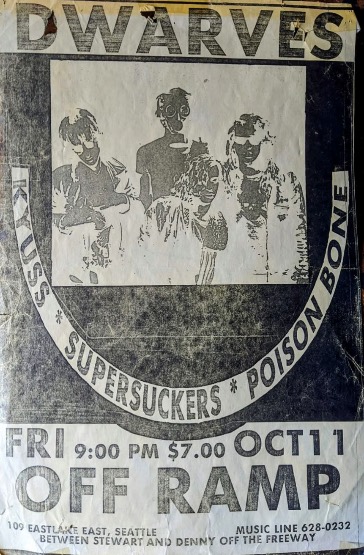 DWARVES
KYUSS * SUPERSUCKERS * POISON BONE
FRI 9:00 PM $7.00 OCT 11
OFF RAMP
109 EASTLAKE EAST, SEATTLE MUSIC LINE 628-0232
BETWEEN STEWART AND DENNY OFF THE FREEWAY